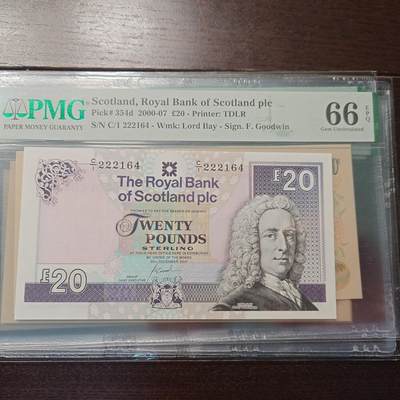 PMG
PAPER MONEY GUARANTY
Scotland, Royal Bank of Scotland plc
Pick# 354d 2000-07 £20 - Printer: TDLR
S/N C/1 222164 - Wmk: Lord Ilay - Sign. F. Goodwin
66 EPQ
Gem Uncirculated
C/1 222164
C/1 222164
£20
The Royal Bank
of Scotland plc
TWENTY
POUNDS
STERLING
£20